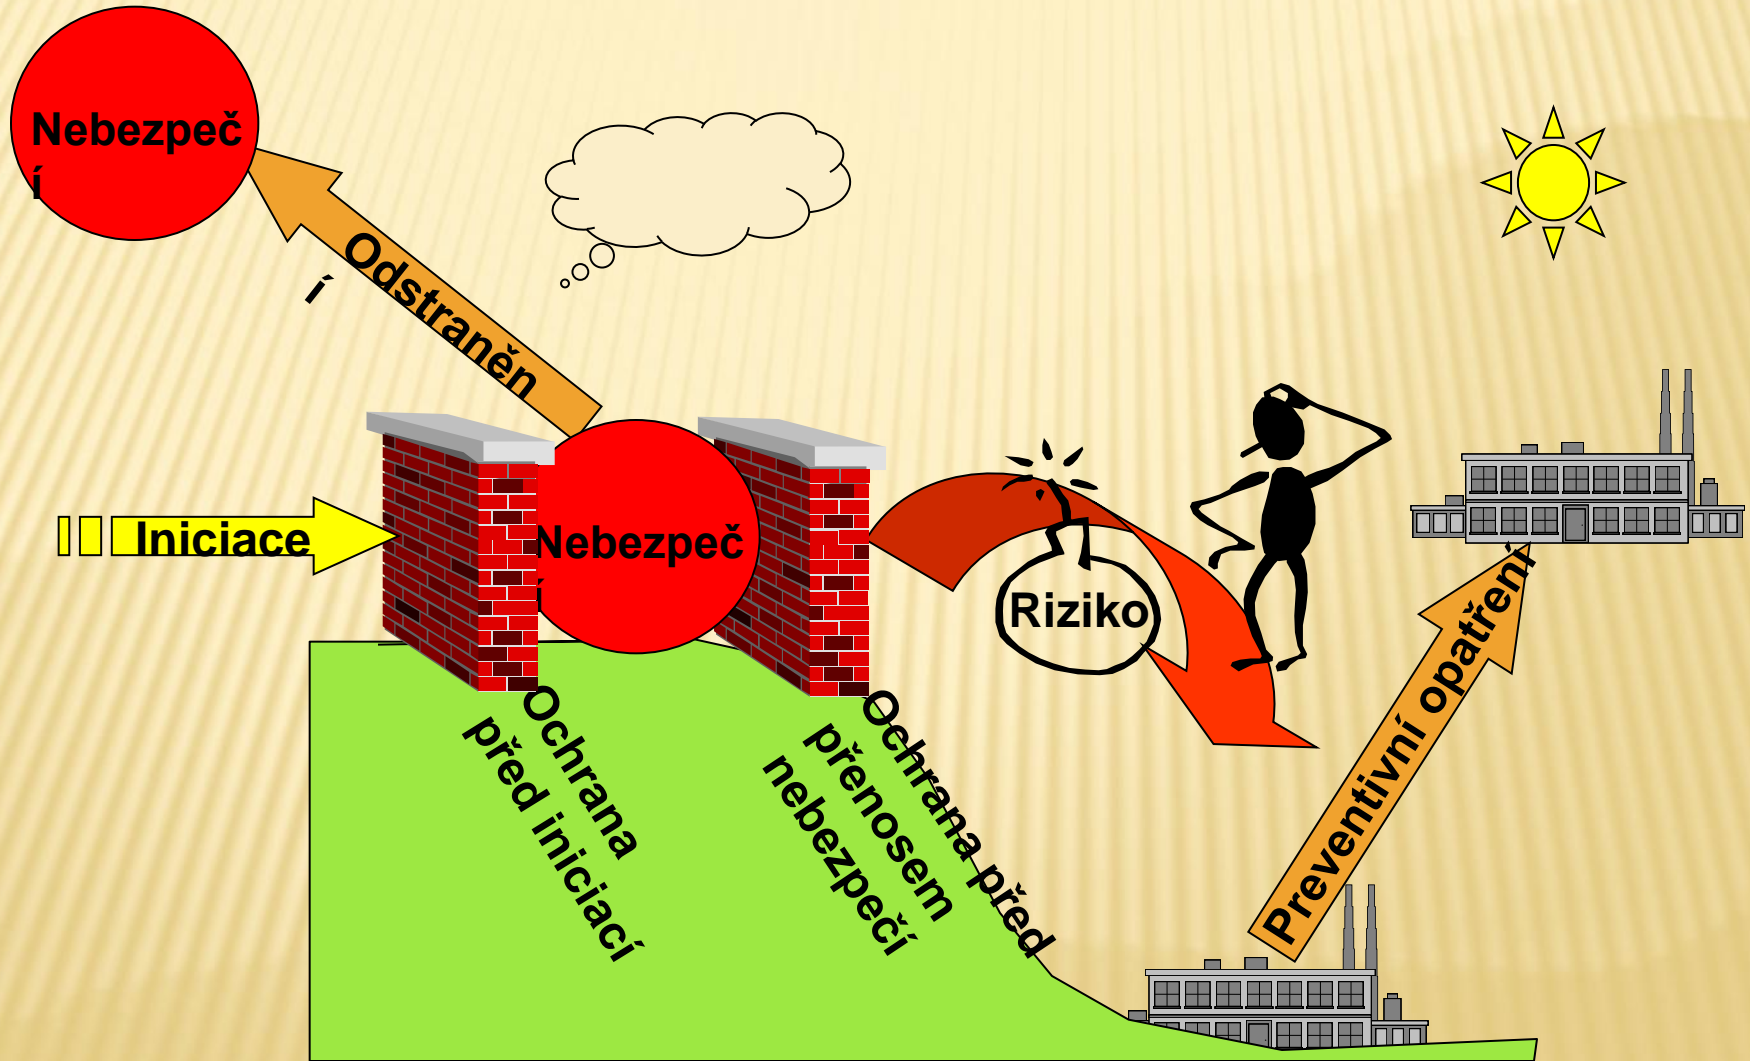 Nebezpeč
í
Odstraněn
í
Iniciace
Nebezpeč
í
Riziko
Ochrana
před iniciací
Ochrana před
přenosem
nebezpečí
Preventivní opatření